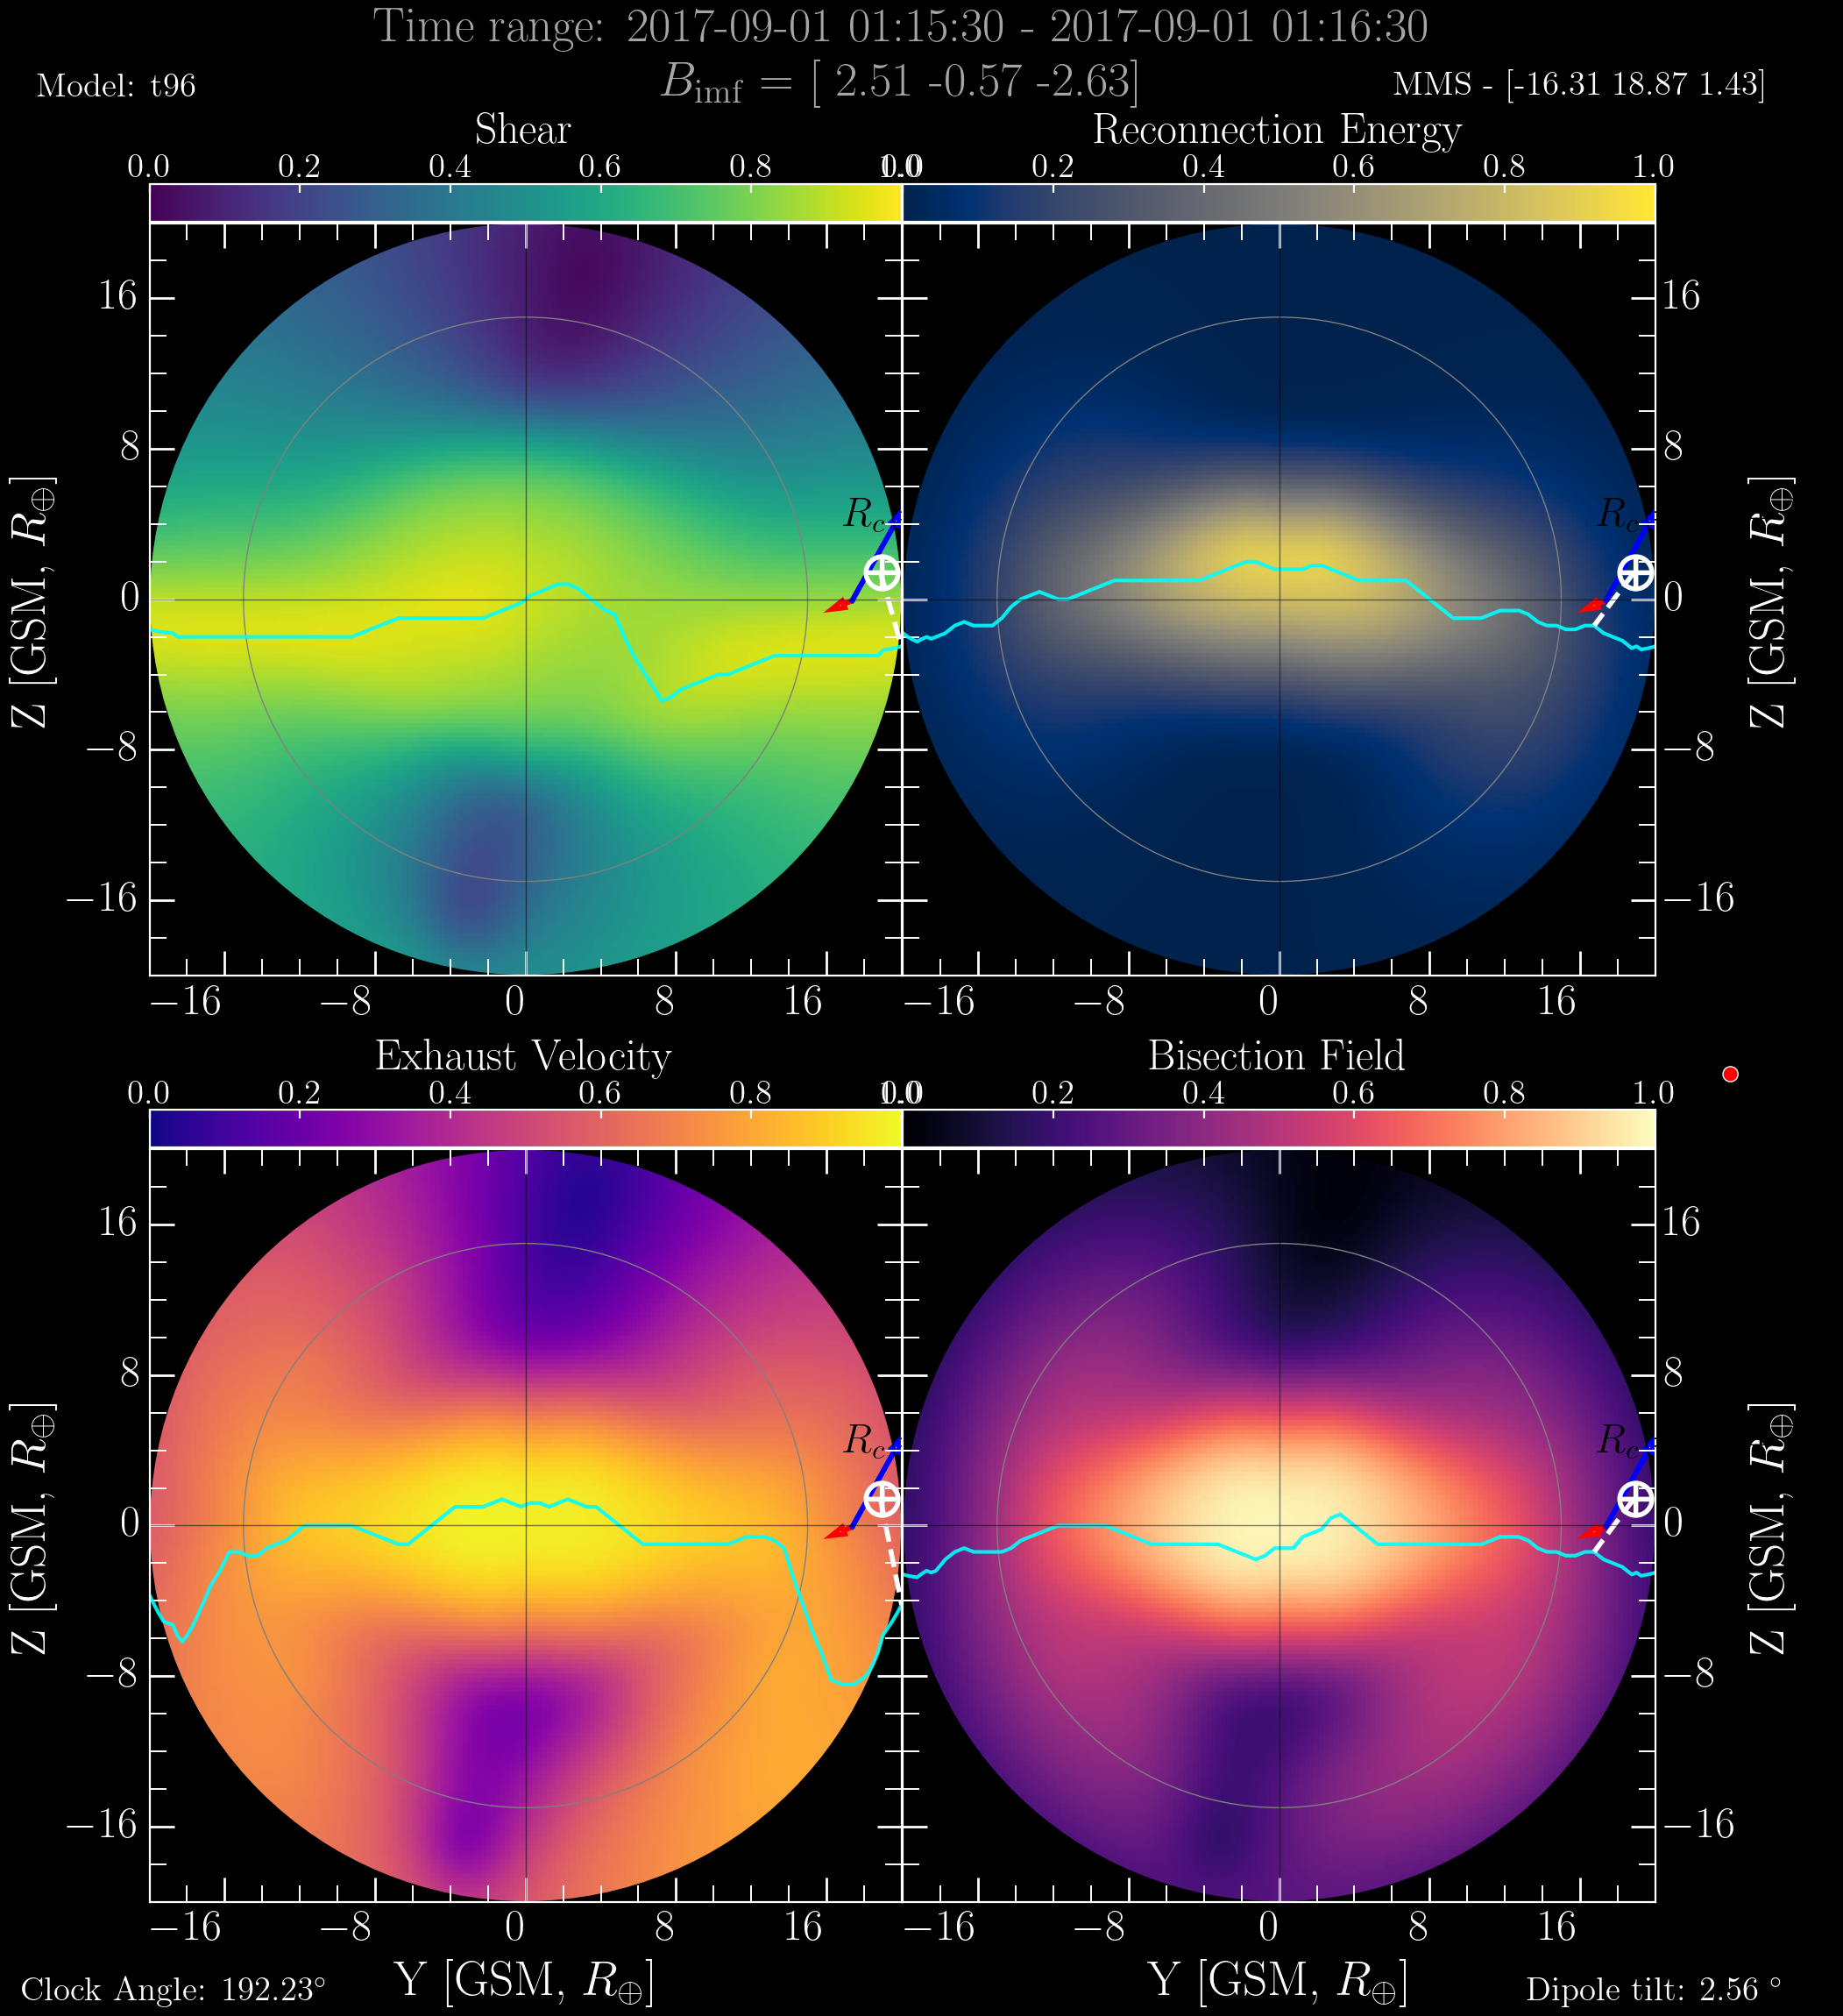 Time range: 2017-09-01 01:15:30 - 2017-09-01 01:16:30
Model: t96
B_imf = [ 2.51 -0.57 -2.63]
MMS - [-16.31 18.87 1.43]
Shear
Reconnection Energy
0.0 0.2 0.4 0.6 0.8 1.0
0.0 0.2 0.4 0.6 0.8 1.0
16 8 0 −8 −16
Z [GSM, R⊕]
R_c
R_c
16 8 0 −8 −16
Z [GSM, R⊕]
−16 −8 0 8 16
−16 −8 0 8 16
Exhaust Velocity
Bisection Field
0.0 0.2 0.4 0.6 0.8 1.0
0.0 0.2 0.4 0.6 0.8 1.0
16 8 0 −8 −16
Z [GSM, R⊕]
R_c
R_c
16 8 0 −8 −16
Z [GSM, R⊕]
−16 −8 0 8 16
−16 −8 0 8 16
Y [GSM, R⊕]
Y [GSM, R⊕]
Clock Angle: 192.23°
Dipole tilt: 2.56 °